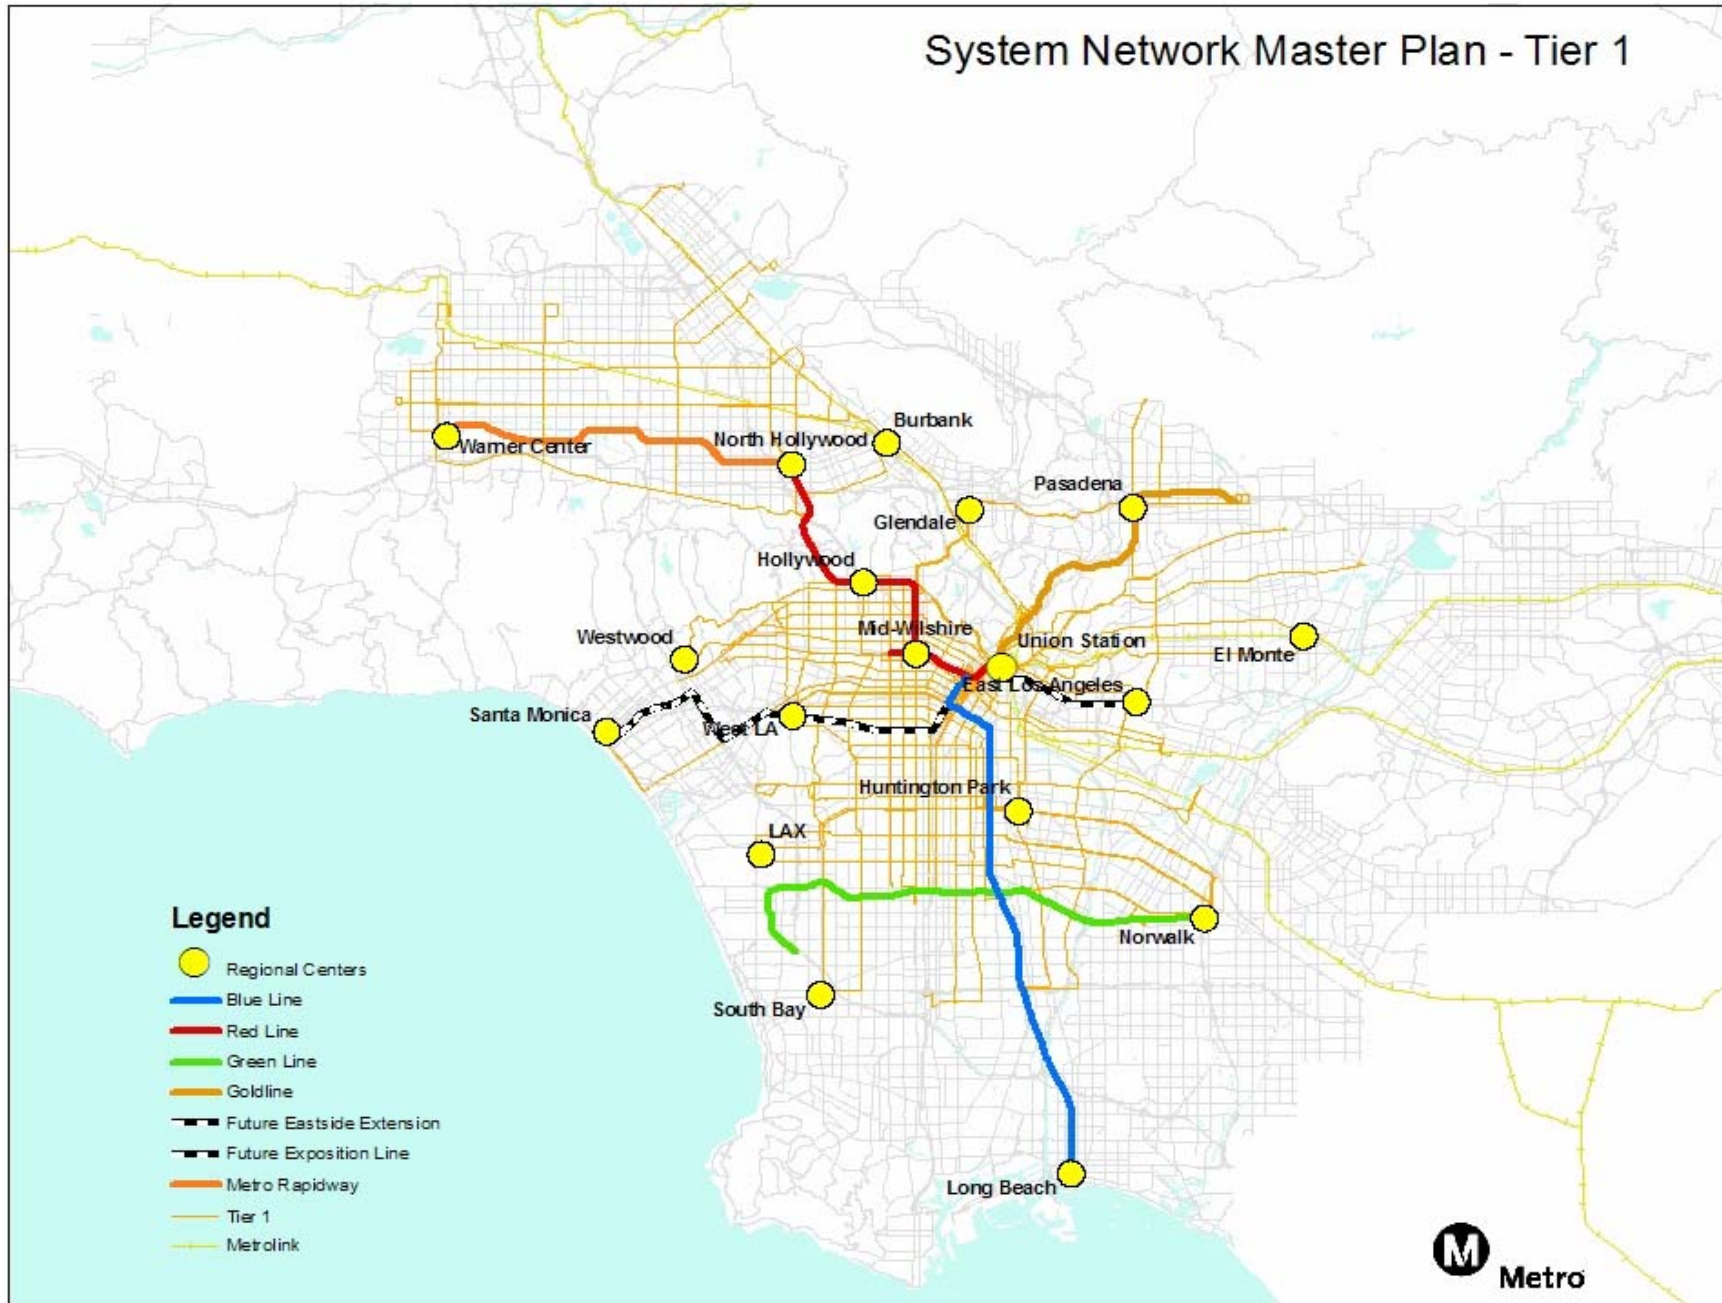 System Network Master Plan - Tier 1
Burbank
North Hollywood
Warner Center
Pasadena
Glendale
Hollywood
Mid-Wilshire
Westwood
Union Station
El Monte
East Los Angeles
Santa Monica
West LA
Huntington Park
LAX
Norwalk
South Bay
Long Beach
Legend
Regional Centers
Blue Line
Red Line
Green Line
Goldline
Future Eastside Extension
Future Exposition Line
Metro Rapidway
Tier 1
Metrolink
M
Metro